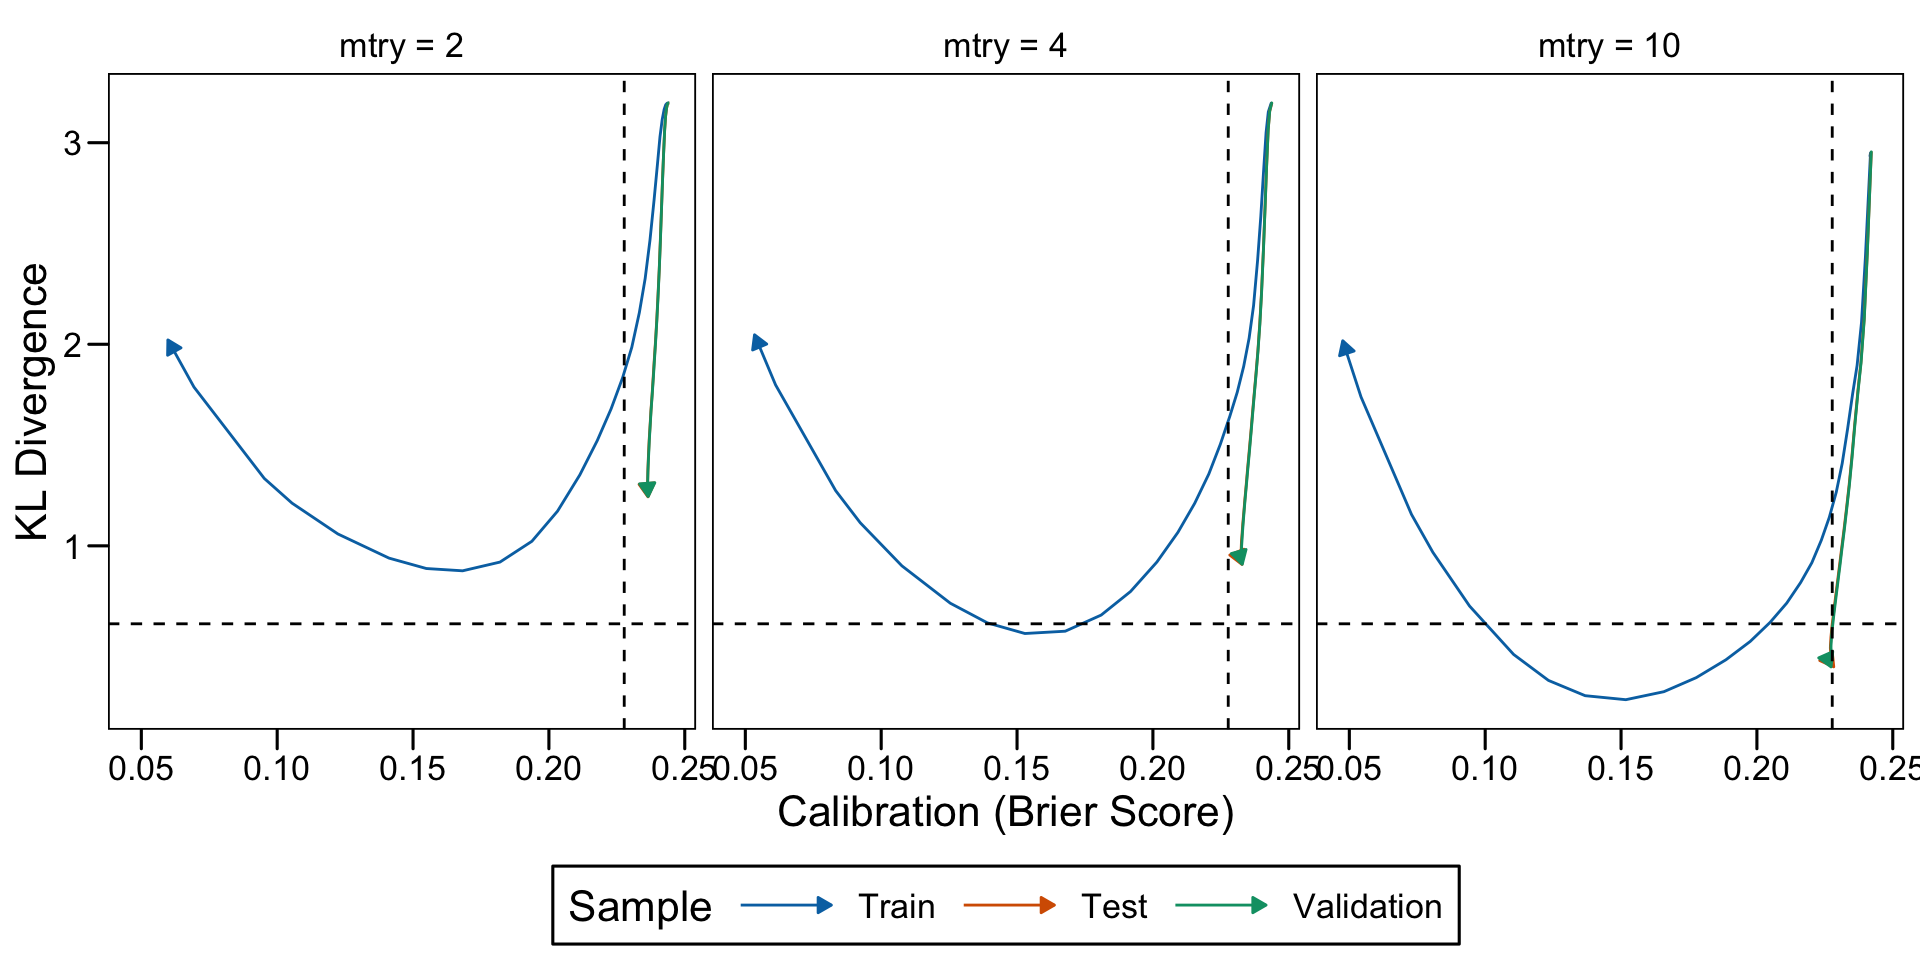 mtry = 2
mtry = 4
mtry = 10
KL Divergence
3
2
1
0.05 0.10 0.15 0.20 0.25
0.05 0.10 0.15 0.20 0.25
0.05 0.10 0.15 0.20 0.25
Calibration (Brier Score)
Sample Train Test Validation